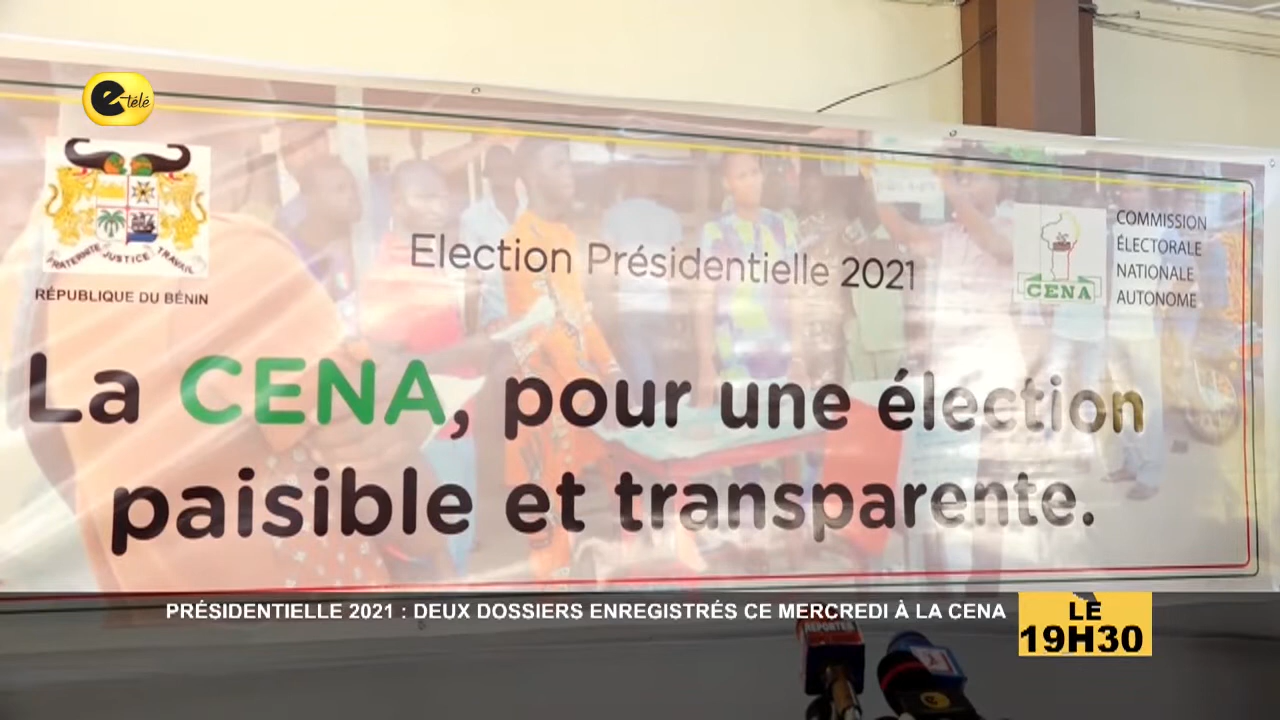 e
télé
FRATERNITÉ JUSTICE TRAVAIL
RÉPUBLIQUE DU BÉNIN
Election Présidentielle 2021
CENA
COMMISSION
ÉLECTORALE
NATIONALE
AUTONOME
La CENA, pour une élection
paisible et transparente.
PRÉSIDENTIELLE 2021 : DEUX DOSSIERS ENREGISTRÉS CE MERCREDI À LA CENA
LE
19H30
REPORTER